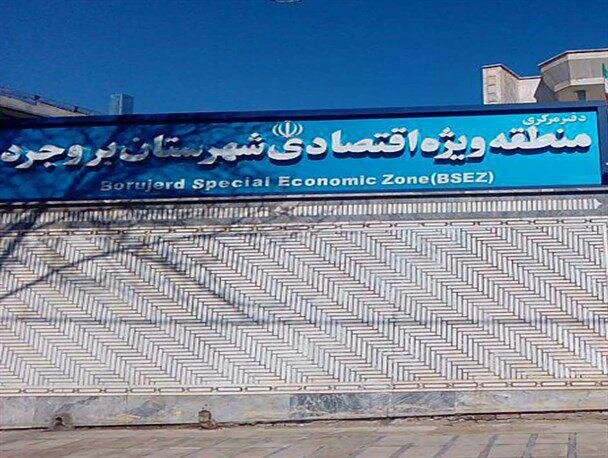 دفتر مرکزی
منطقه ویژه اقتصادی شهرستان بروجرد
Borujerd Special Economic Zone(BSEZ)